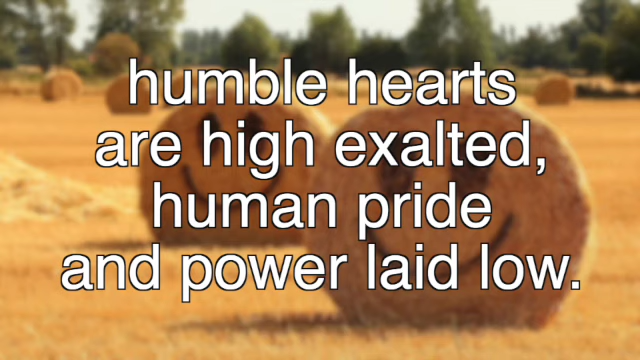 humble hearts
are high exalted,
human pride
and power laid low.